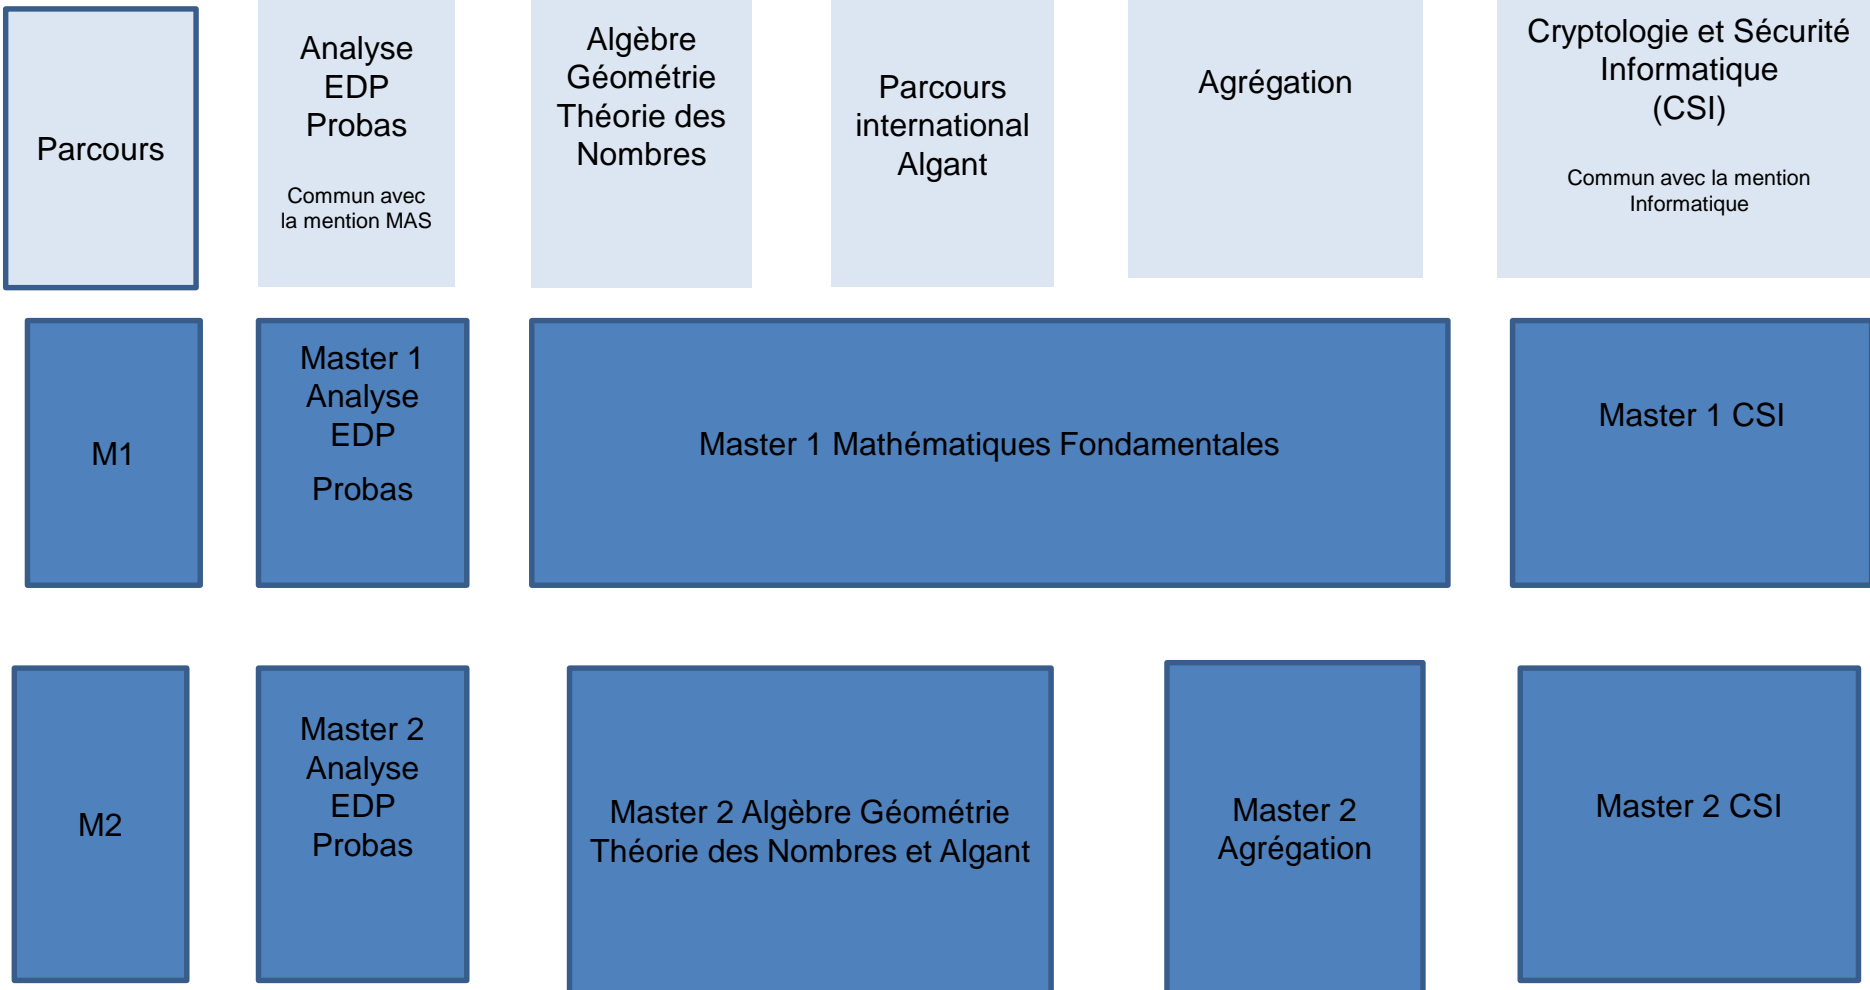 Parcours
Analyse
EDP
Probas
Commun avec
la mention MAS
Algèbre
Géométrie
Théorie des
Nombres
Parcours
international
Algant
Agrégation
Cryptologie et Sécurité
Informatique
(CSI)
Commun avec la mention
Informatique
M1
Master 1
Analyse
EDP
Probas
Master 1 Mathématiques Fondamentales
Master 1 CSI
M2
Master 2
Analyse
EDP
Probas
Master 2 Algèbre Géométrie
Théorie des Nombres et Algant
Master 2
Agrégation
Master 2 CSI